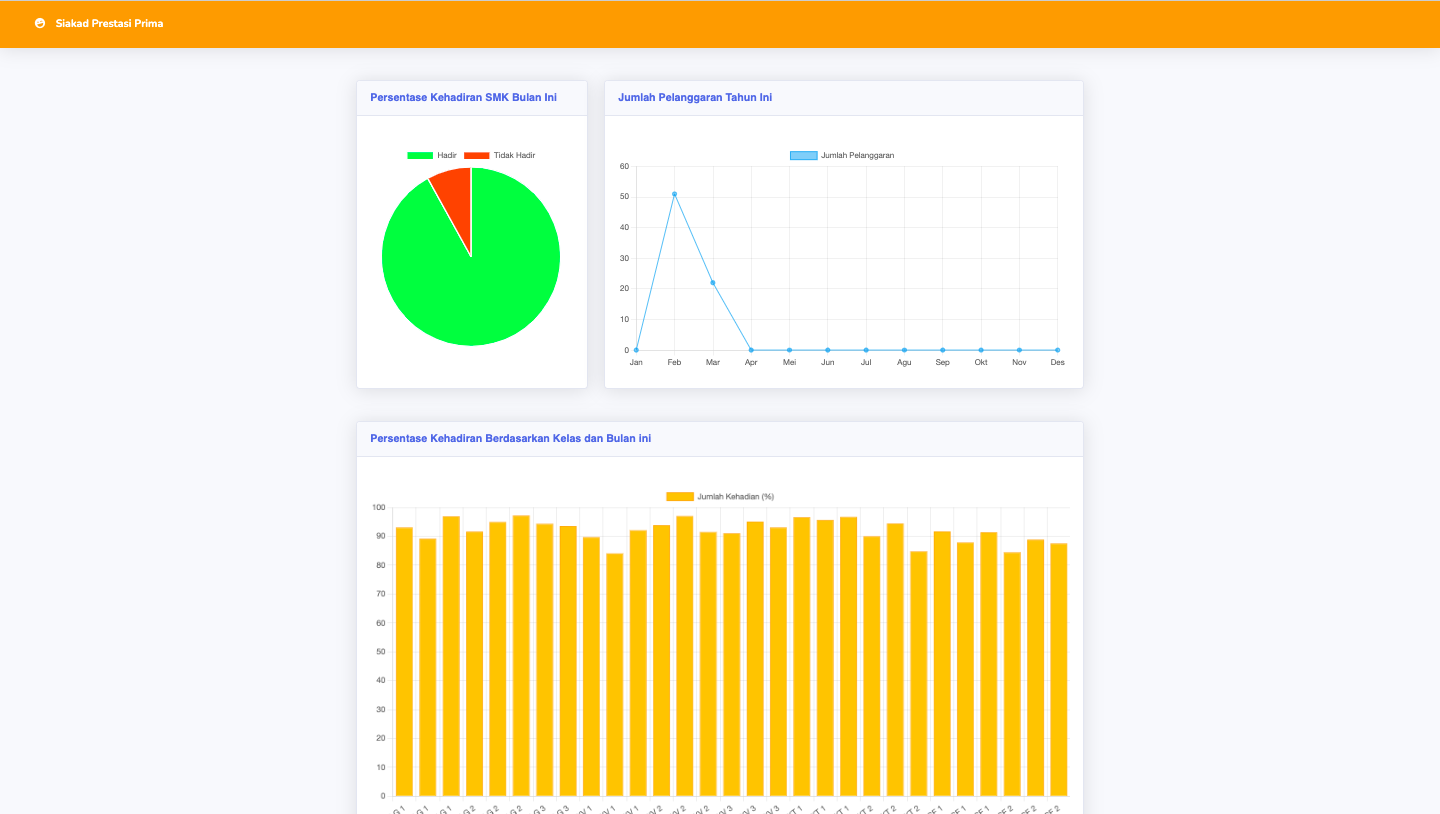 Siakad Prestasi Prima
Persentase Kehadiran SMK Bulan Ini
Jumlah Pelanggaran Tahun Ini
Hadir Tidak Hadir
Jumlah Pelanggaran
60
50
40
30
20
10
0
Jan Feb Mar Apr Mei Jun Jul Agu Sep Okt Nov Des
Persentase Kehadiran Berdasarkan Kelas dan Bulan ini
Jumlah Kehadian (%)
100
90
80
70
60
50
40
30
20
10
0